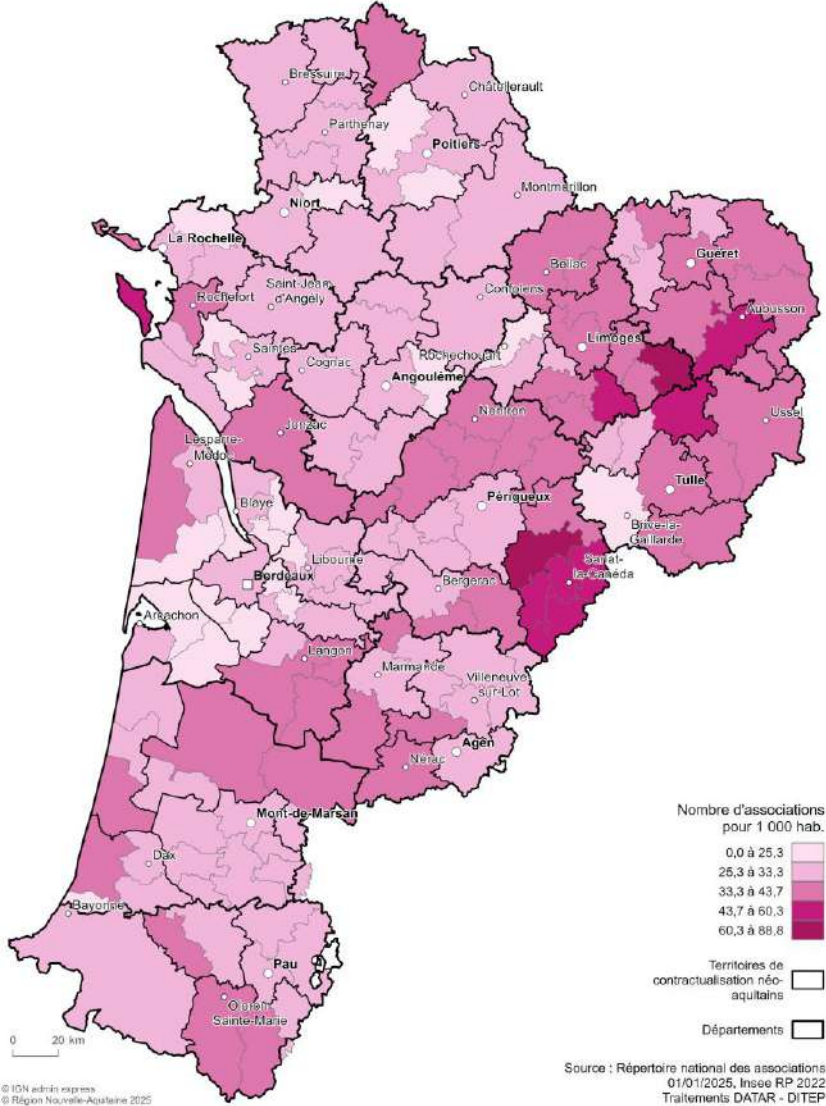 Bressuire
Châtellerault
Parthenay
Poitiers
Montmorillon
Niort
La Rochelle
Guéret
Bellac
Saint-Jean
d'Angély
Confolens
Rochefort
Aubusson
Limoges
Saintes
Rochechouart
Cognac
Angoulême
Nontron
Ussel
Jonzac
Lesparre-
Médoc
Tulle
Périgueux
Blaye
Brive-la-
Gaillarde
Libourne
Sarlat-
la-Canéda
Bordeaux
Bergerac
Arcachon
Langon
Marmande
Villeneuve-
sur-Lot
Agen
Nérac
Mont-de-Marsan
Dax
Bayonne
Pau
Oloron-
Sainte-Marie
Nombre d'associations
pour 1 000 hab.
0,0 à 25,3
25,3 à 33,3
33,3 à 43,7
43,7 à 60,3
60,3 à 88,8
Territoires de
contractualisation néo-
aquitains
Départements
0 20 km
Source : Répertoire national des associations
01/01/2025, Insee RP 2022
Traitements DATAR - DITEP
© IGN admin express
© Région Nouvelle-Aquitaine 2025